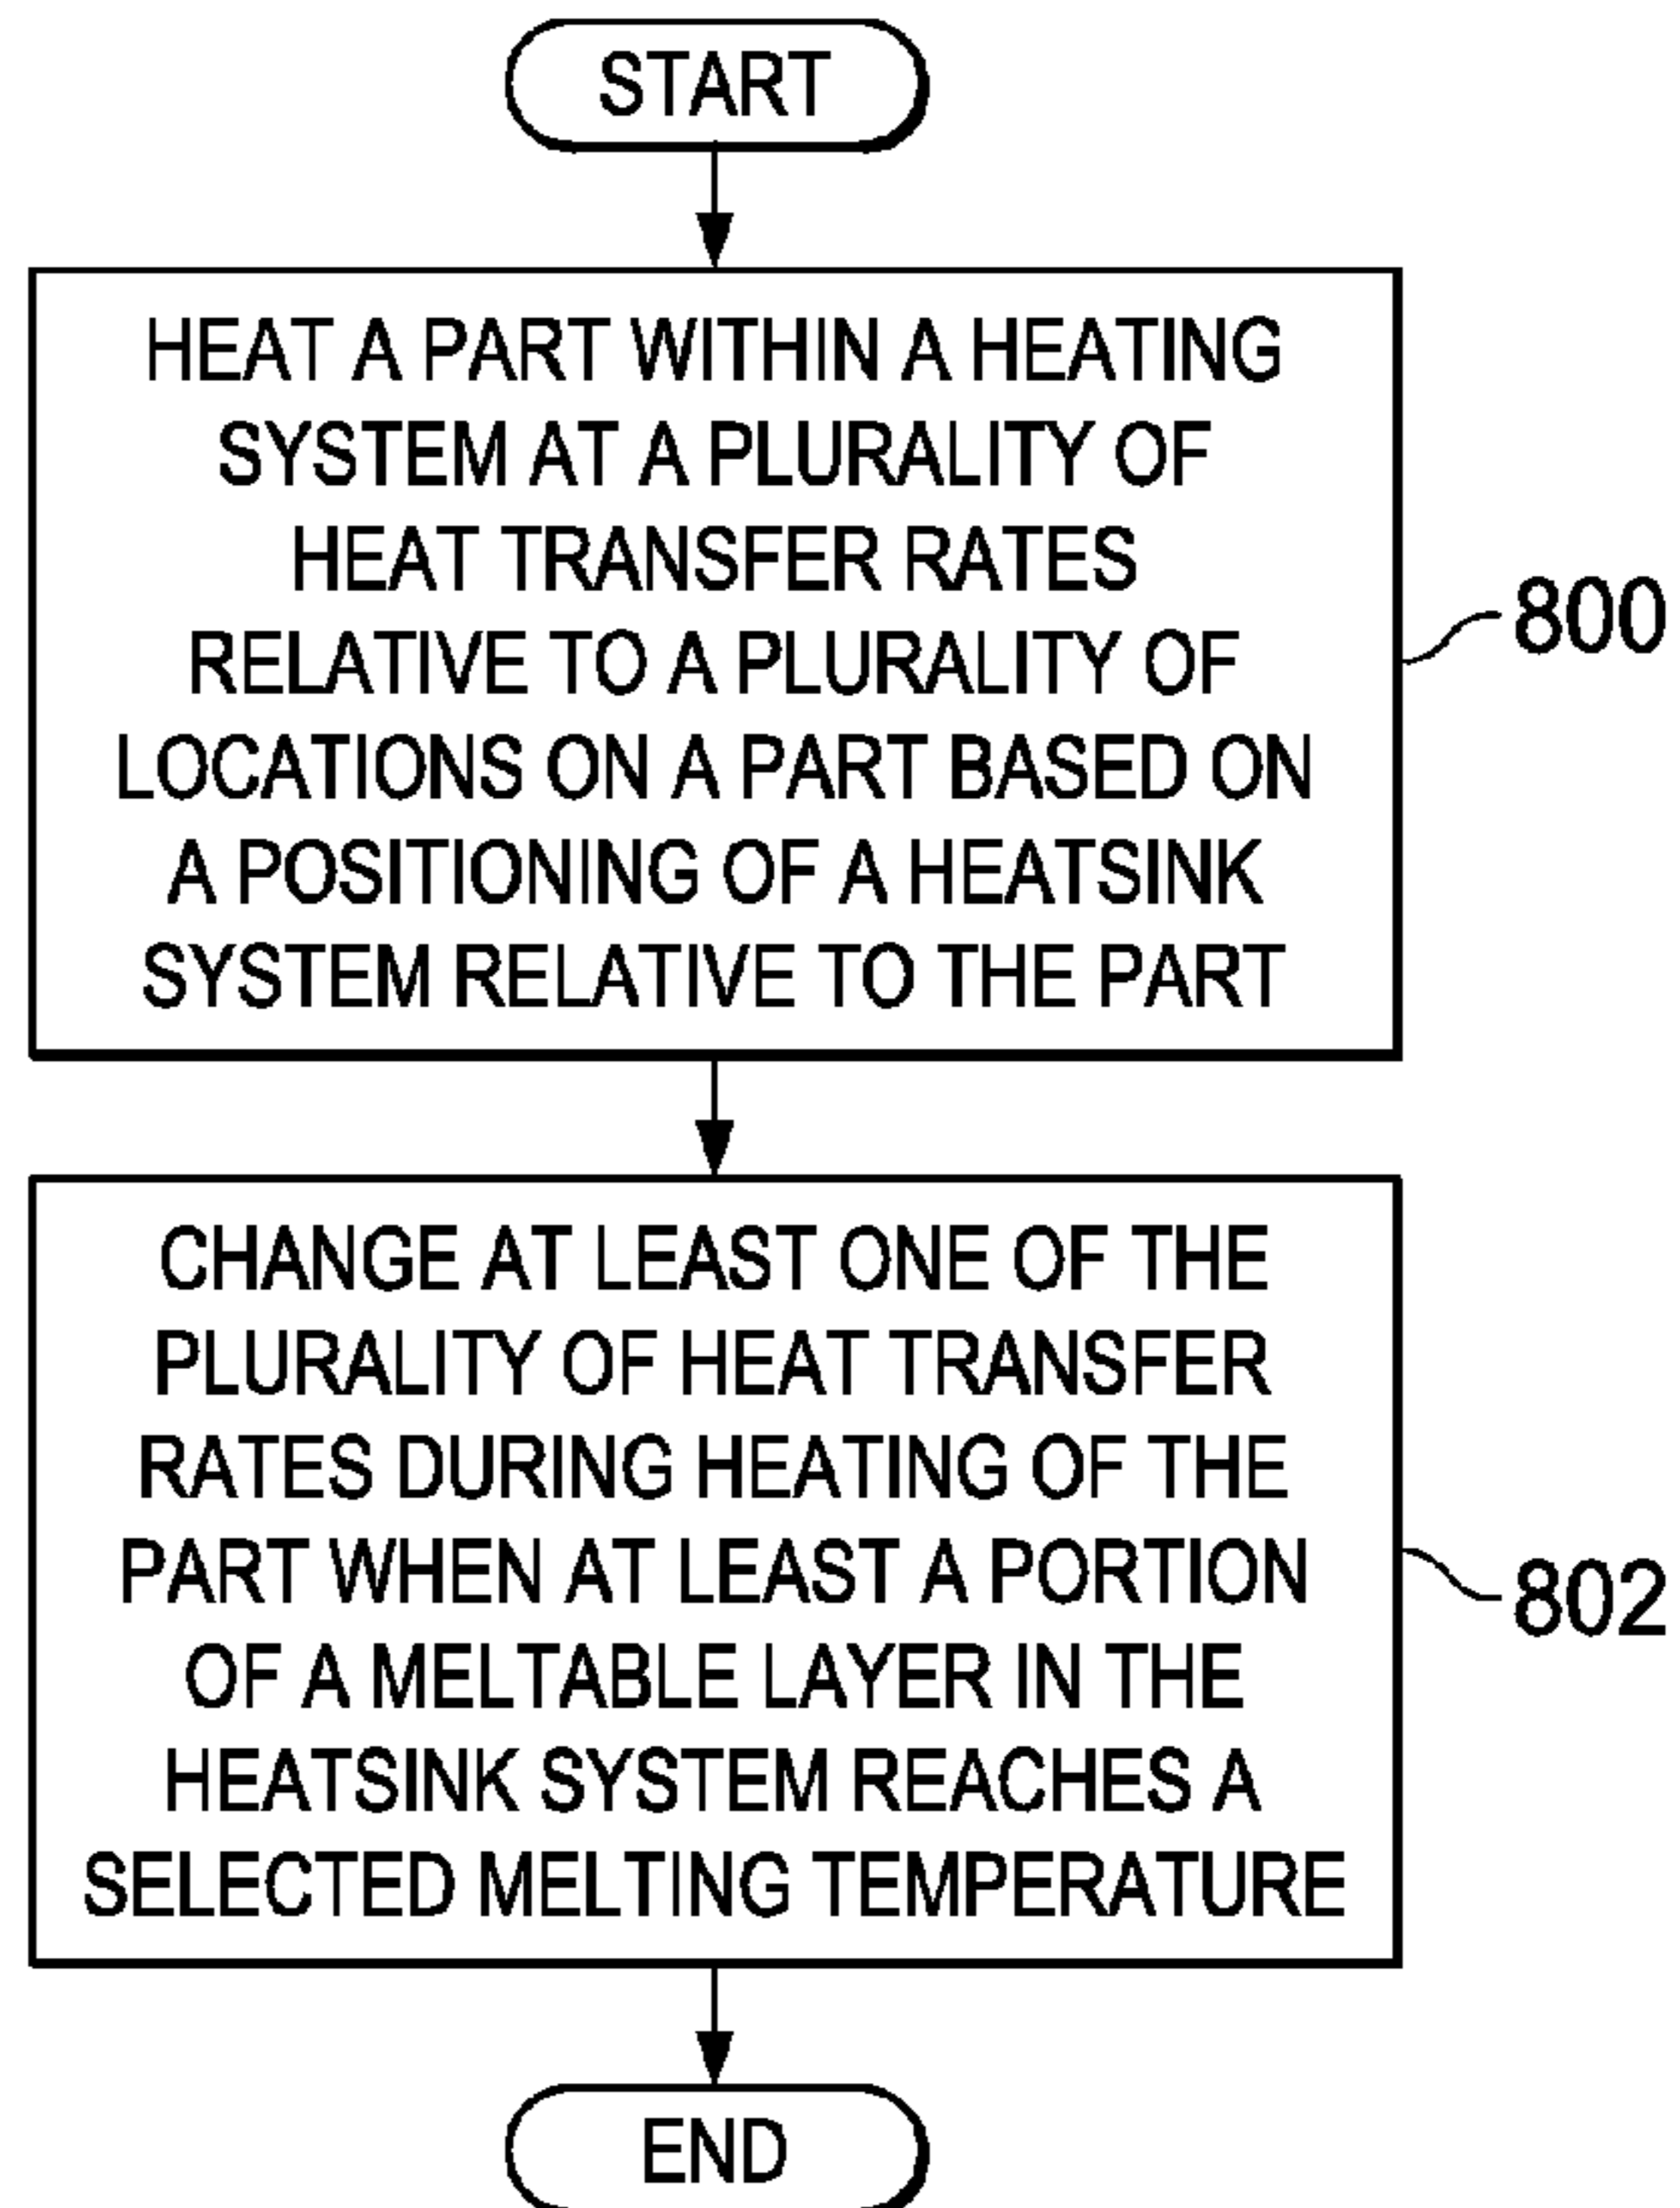 START
HEAT A PART WITHIN A HEATING
SYSTEM AT A PLURALITY OF
HEAT TRANSFER RATES
RELATIVE TO A PLURALITY OF
LOCATIONS ON A PART BASED ON
A POSITIONING OF A HEATSINK
SYSTEM RELATIVE TO THE PART
800
CHANGE AT LEAST ONE OF THE
PLURALITY OF HEAT TRANSFER
RATES DURING HEATING OF THE
PART WHEN AT LEAST A PORTION
OF A MELTABLE LAYER IN THE
HEATSINK SYSTEM REACHES A
SELECTED MELTING TEMPERATURE
802
END